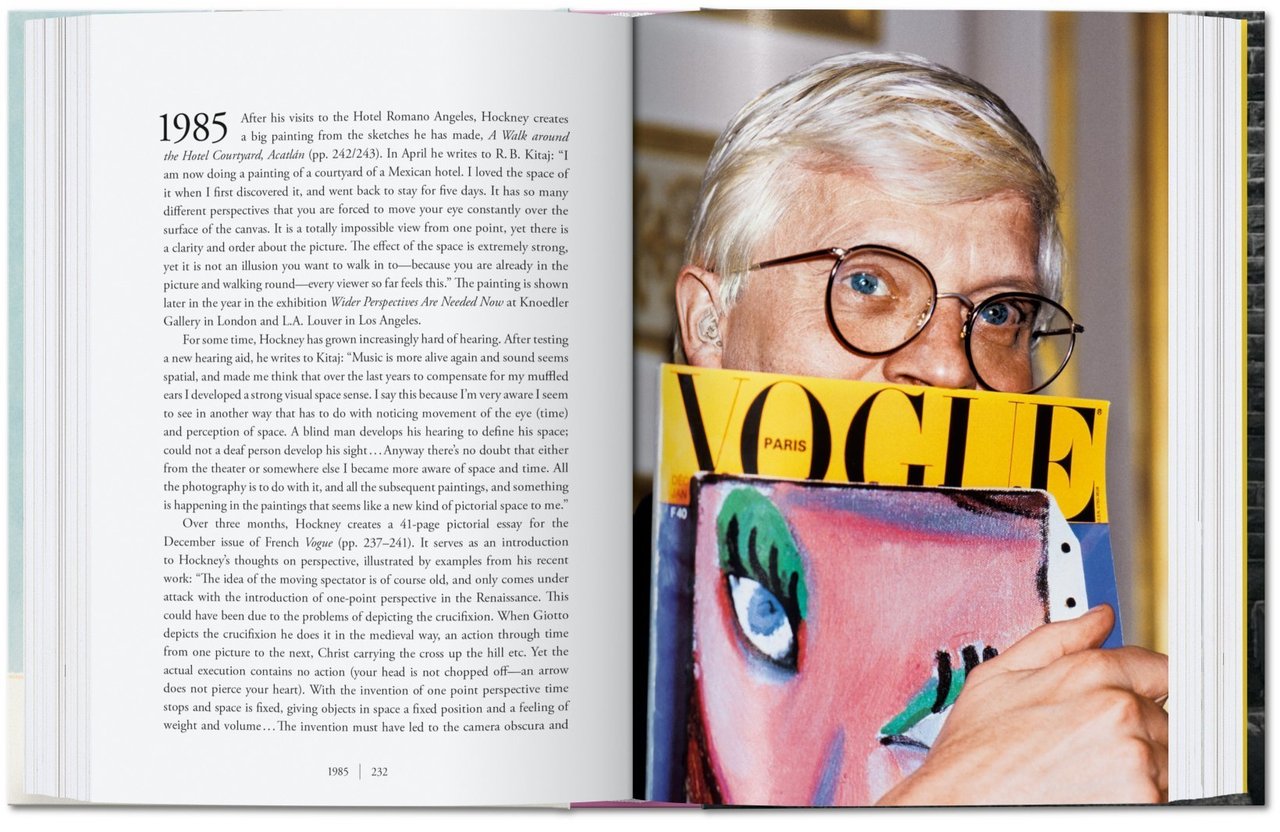 1985 After his visits to the Hotel Romano Angeles, Hockney creates
a big painting from the sketches he has made, A Walk around
the Hotel Courtyard, Acatlán (pp. 242/243). In April he writes to R. B. Kitaj: “I
am now doing a painting of a courtyard of a Mexican hotel. I loved the space of
it when I first discovered it, and went back to stay for five days. It has so many
different perspectives that you are forced to move your eye constantly over the
surface of the canvas. It is a totally impossible view from one point, yet there is
a clarity and order about the picture. The effect of the space is extremely strong,
yet it is not an illusion you want to walk in to—because you are already in the
picture and walking round—every viewer so far feels this.” The painting is shown
later in the year in the exhibition Wider Perspectives Are Needed Now at Knoedler
Gallery in London and L.A. Louver in Los Angeles.
For some time, Hockney has grown increasingly hard of hearing. After testing
a new hearing aid, he writes to Kitaj: “Music is more alive again and sound seems
spatial, and made me think that over the last years to compensate for my muffled
ears I developed a strong visual space sense. I say this because I’m very aware I seem
to see in another way that has to do with noticing movement of the eye (time)
and perception of space. A blind man develops his hearing to define his space;
could not a deaf person develop his sight…Anyway there’s no doubt that either
from the theater or somewhere else I became more aware of space and time. All
the photography is to do with it, and all the subsequent paintings, and something
is happening in the paintings that seems like a new kind of pictorial space to me.”
Over three months, Hockney creates a 41-page pictorial essay for the
December issue of French Vogue (pp. 237–241). It serves as an introduction
to Hockney’s thoughts on perspective, illustrated by examples from his recent
work: “The idea of the moving spectator is of course old, and only comes under
attack with the introduction of one-point perspective in the Renaissance. This
could have been due to the problems of depicting the crucifixion. When Giotto
depicts the crucifixion he does it in the medieval way, an action through time
from one picture to the next, Christ carrying the cross up the hill etc. Yet the
actual execution contains no action (your head is not chopped off—an arrow
does not pierce your heart). With the invention of one point perspective time
stops and space is fixed, giving objects in space a fixed position and a feeling of
weight and volume…The invention must have led to the camera obscura and
1985 | 232
VOGUE
PARIS
F 40